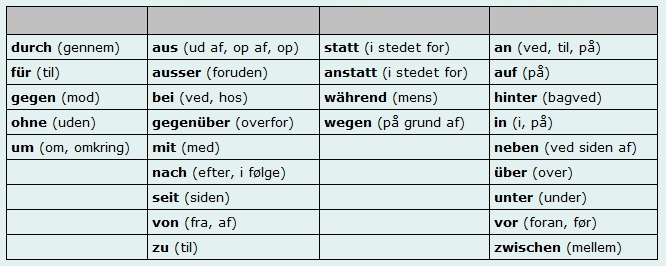 durch (gennem) aus (ud af, op af, op) statt (i stedet for) an (ved, til, på)
für (til) ausser (foruden) anstatt (i stedet for) auf (på)
gegen (mod) bei (ved, hos) während (mens) hinter (bagved)
ohne (uden) gegenüber (overfor) wegen (på grund af) in (i, på)
um (om, omkring) mit (med) neben (ved siden af)
nach (efter, i følge) über (over)
seit (siden) unter (under)
von (fra, af) vor (foran, før)
zu (til) zwischen (mellem)